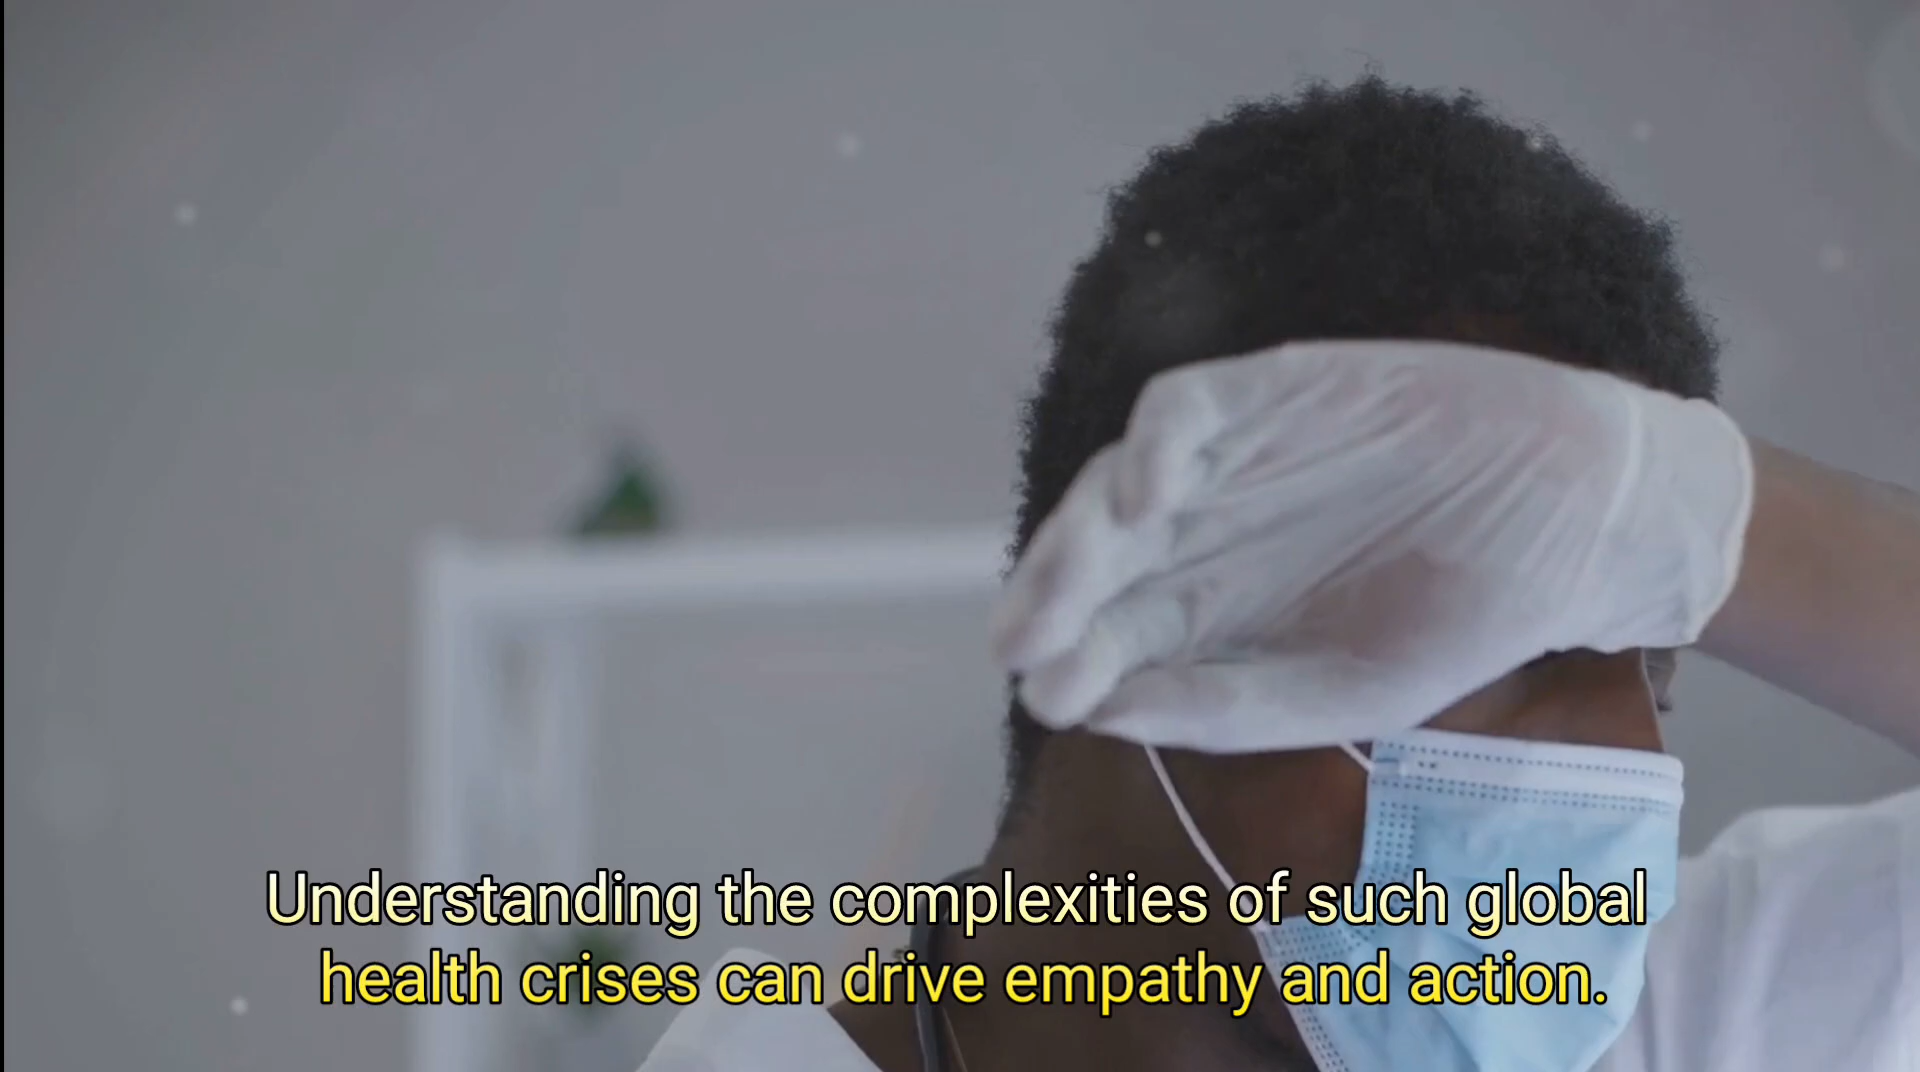 Understanding the complexities of such global
health crises can drive empathy and action.